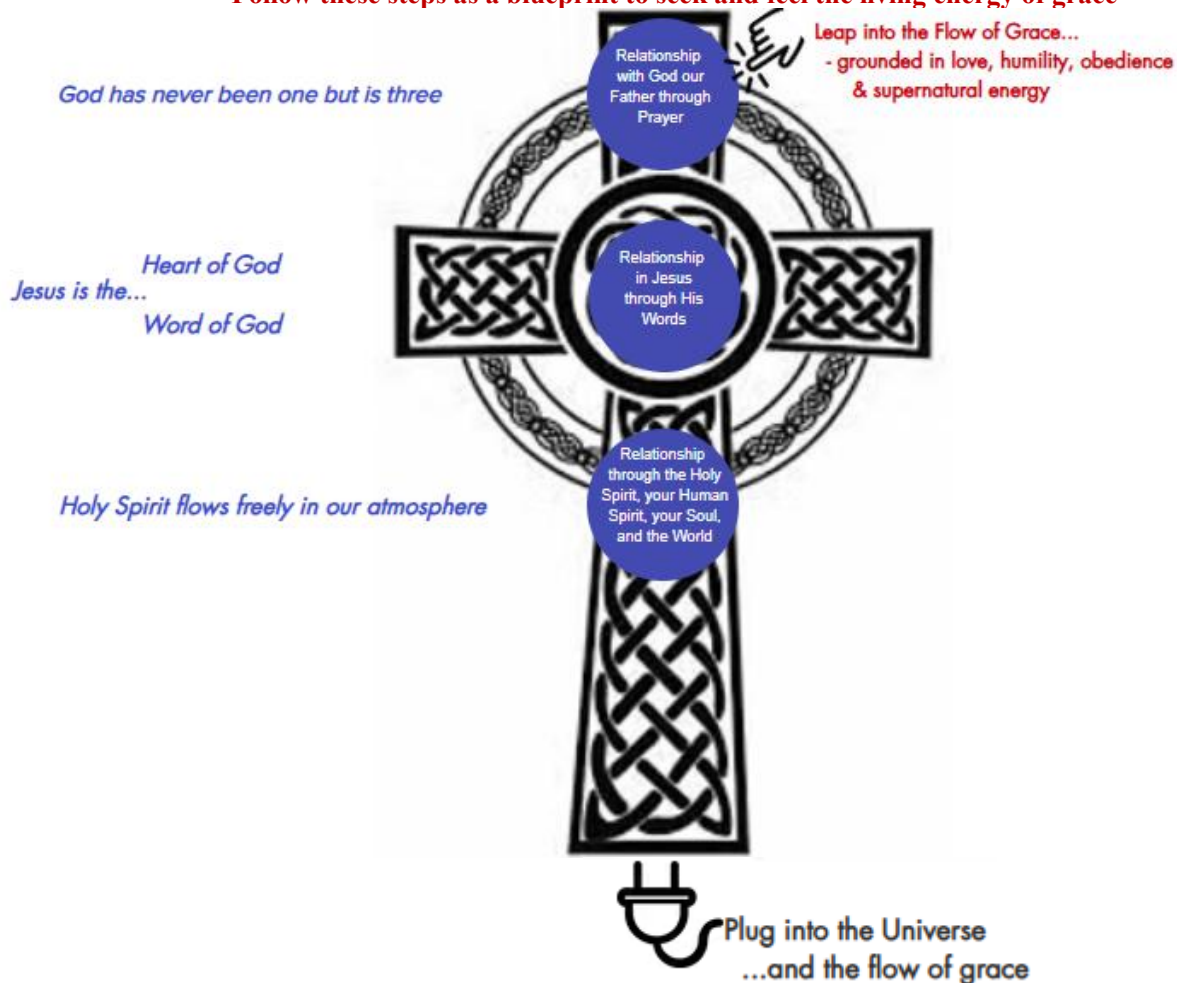 Follow these steps as a blueprint to seek and feel the living energy of grace
Leap into the Flow of Grace...
- grounded in love, humility, obedience
& supernatural energy
Relationship
with God our
Father through
Prayer
God has never been one but is three
Heart of God
Jesus is the...
Word of God
Relationship
in Jesus
through His
Words
Relationship
through the Holy
Spirit, your Human
Spirit, your Soul,
and the World
Holy Spirit flows freely in our atmosphere
Plug into the Universe
...and the flow of grace